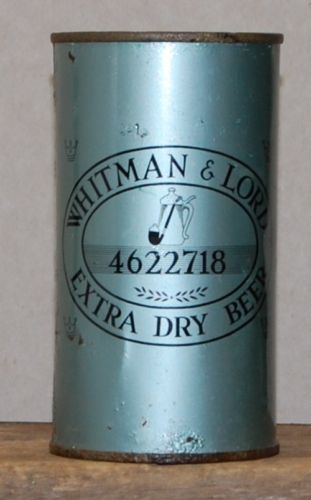 WHITMAN & LORD
4622718
EXTRA DRY BEER